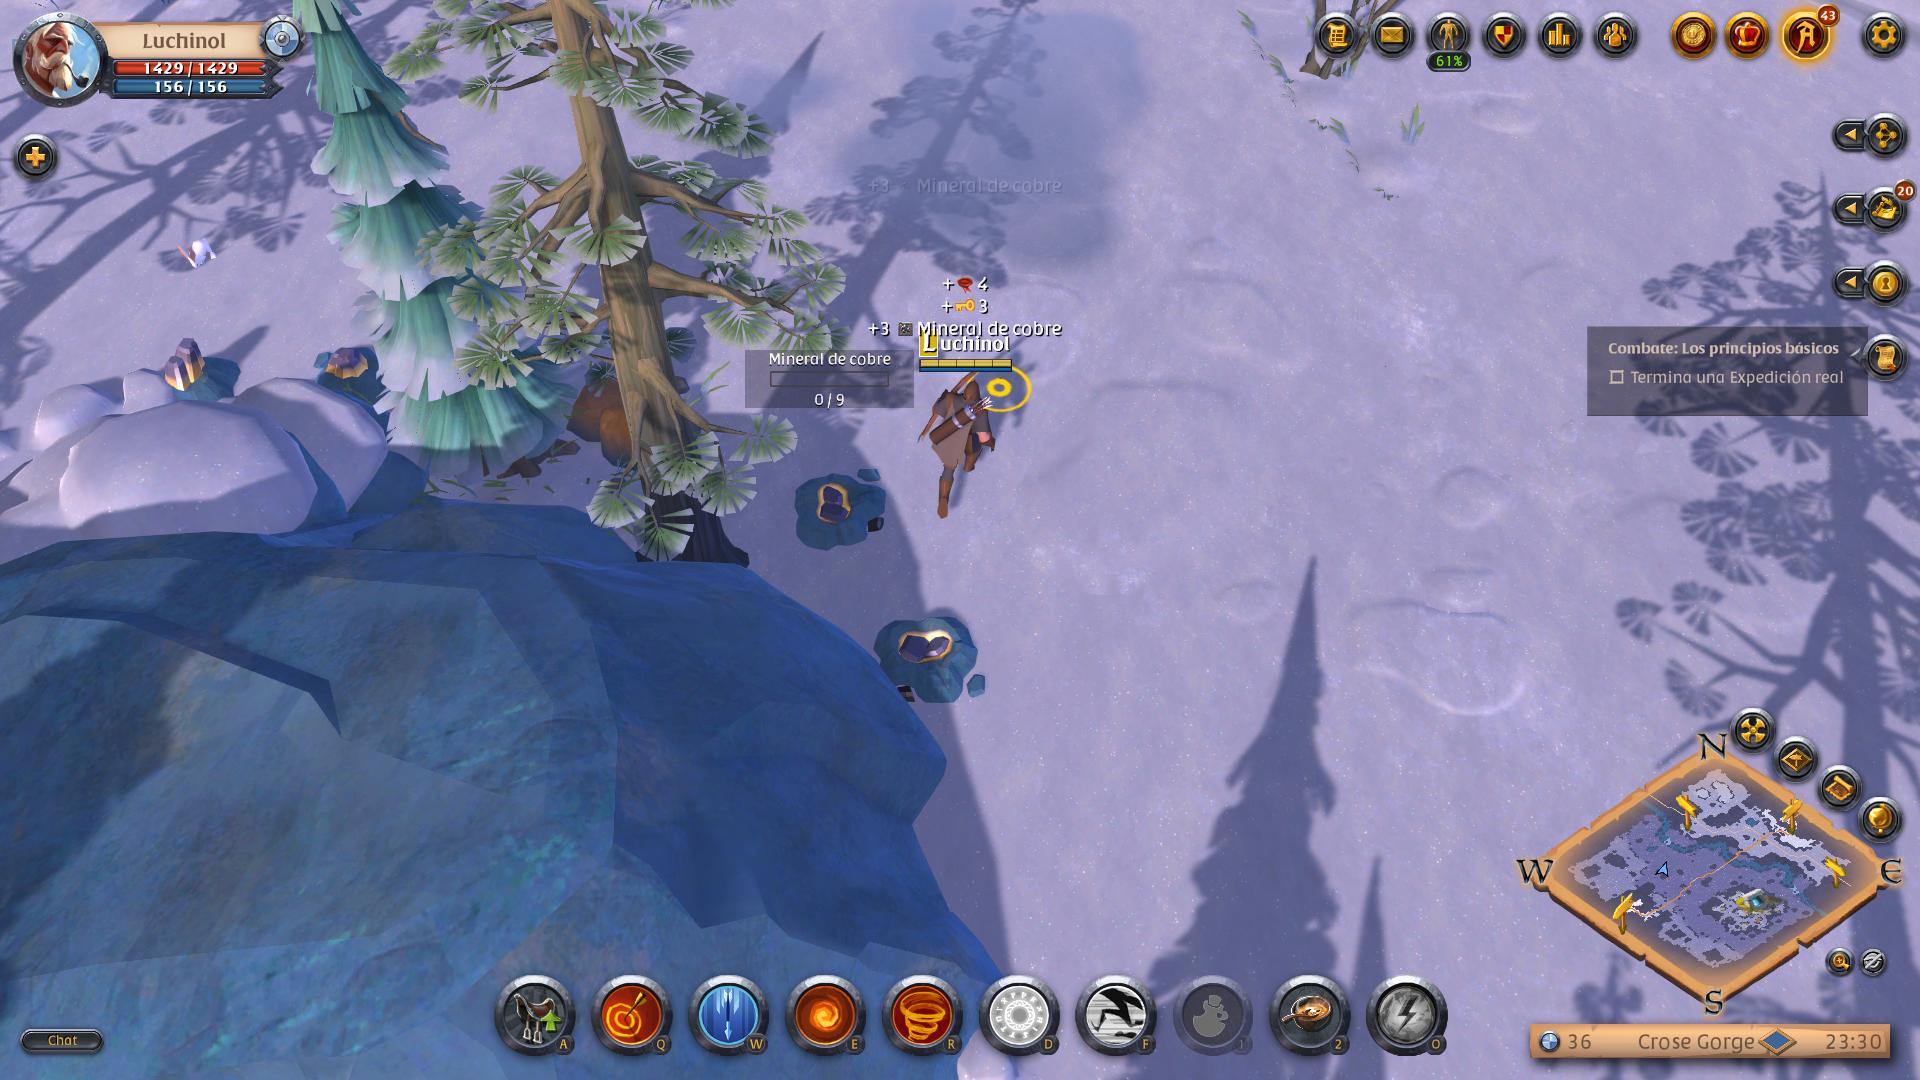 Luchinol
1429 / 1429
156 / 156
61%
43
20
+3 Mineral de cobre
+ 4
+ 3
+3 Mineral de cobre
Luchinol
Mineral de cobre
0 / 9
Combate: Los principios básicos
Termina una Expedición real
N
W
E
S
A
Q
W
E
R
D
F
1
2
O
Chat
36
Crose Gorge
23:30